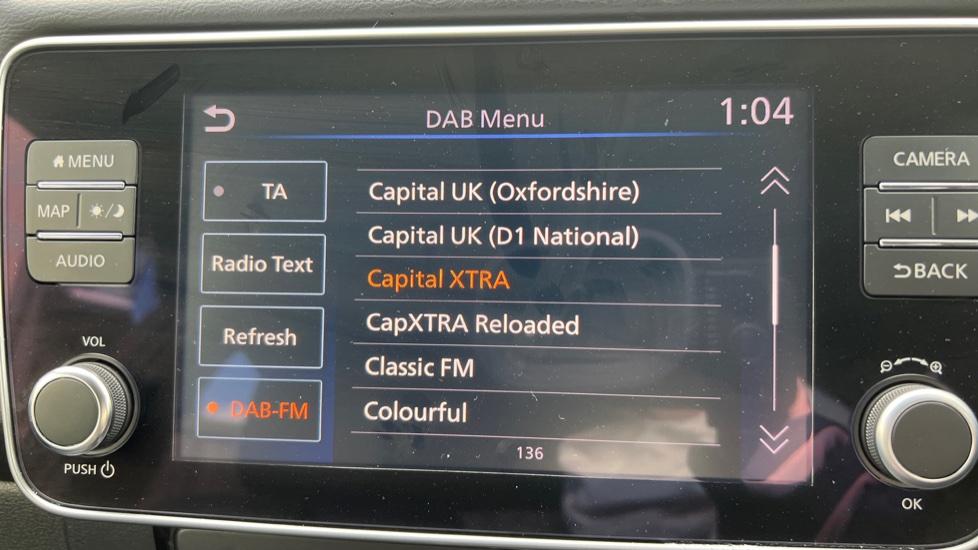 DAB Menu
1:04
MENU
MAP
AUDIO
VOL
PUSH
TA
Radio Text
Refresh
DAB-FM
Capital UK (Oxfordshire)
Capital UK (D1 National)
Capital XTRA
CapXTRA Reloaded
Classic FM
Colourful
136
CAMERA
BACK
OK